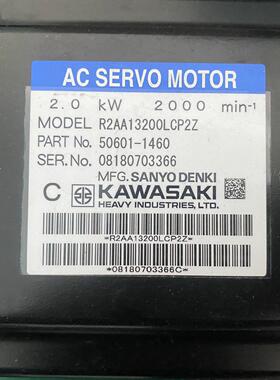 AC SERVO MOTOR
2.0 kW 2000 min⁻¹
MODEL R2AA13200LCP2Z
PART No. 50601-1460
SER.No. 08180703366
MFG. SANYO DENKI
C KAWASAKI
HEAVY INDUSTRIES, LTD.
*R2AA13200LCP2Z*
*08180703366C*